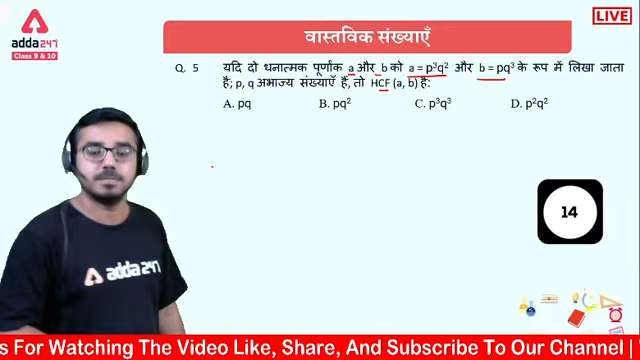 LIVE
adda247
Class 9 & 10
वास्तविक संख्याएँ
Q. 5 यदि दो धनात्मक पूर्णांक a और b को a = p³q² और b = pq³ के रूप में लिखा जाता
है; p, q अभाज्य संख्याएँ हैं, तो HCF (a, b) है:
A. pq B. pq² C. p³q³ D. p²q²
14
adda247
s For Watching The Video Like, Share, And Subscribe To Our Channel |